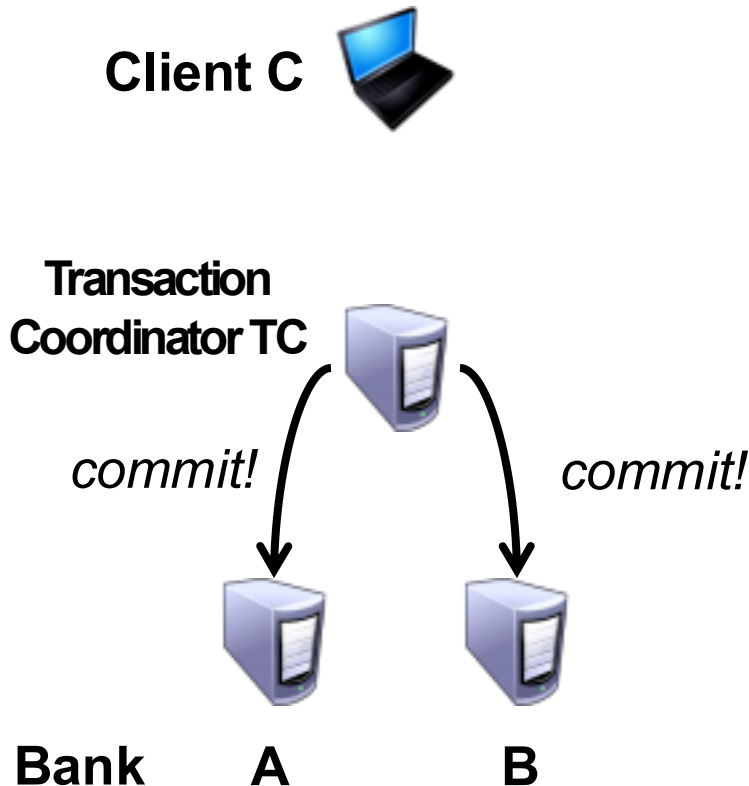 Client C
Transaction
Coordinator TC
commit! commit!
Bank A B